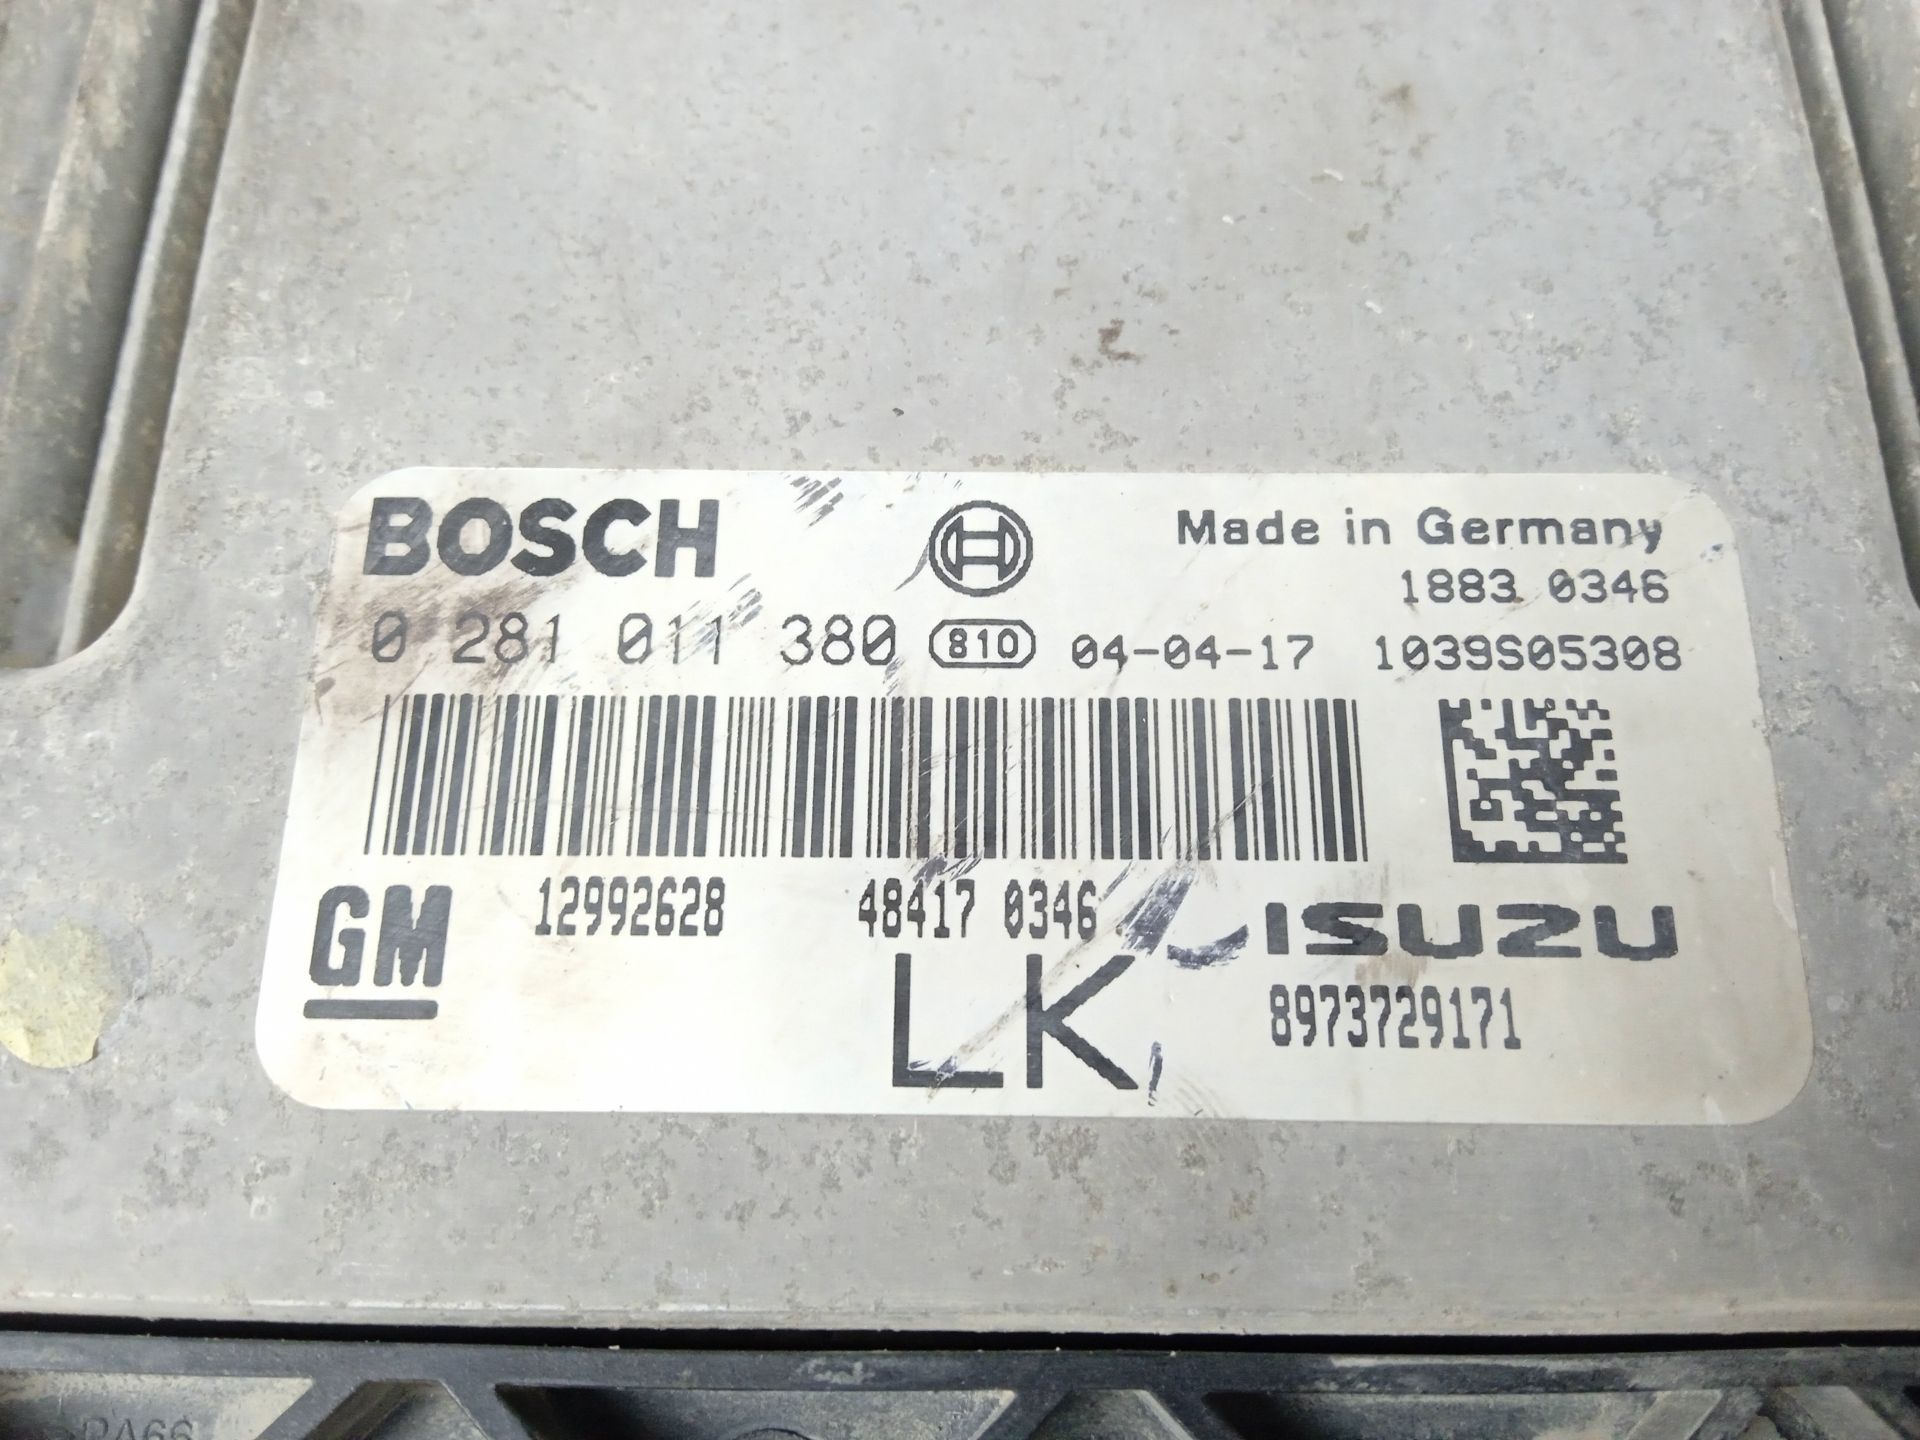 BOSCH
Made in Germany
1883 0346
0 281 011 380 810 04-04-17 1039S05308
12992628 48417 0346
GM
ISUZU
LK
8973729171
PA66